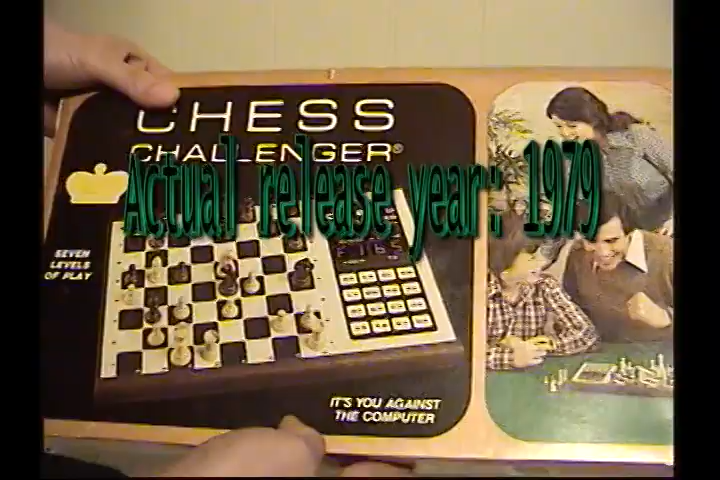 CHESS
CHALLENGER®
Actual release year: 1979
SEVEN
LEVELS
OF PLAY
IT'S YOU AGAINST
THE COMPUTER